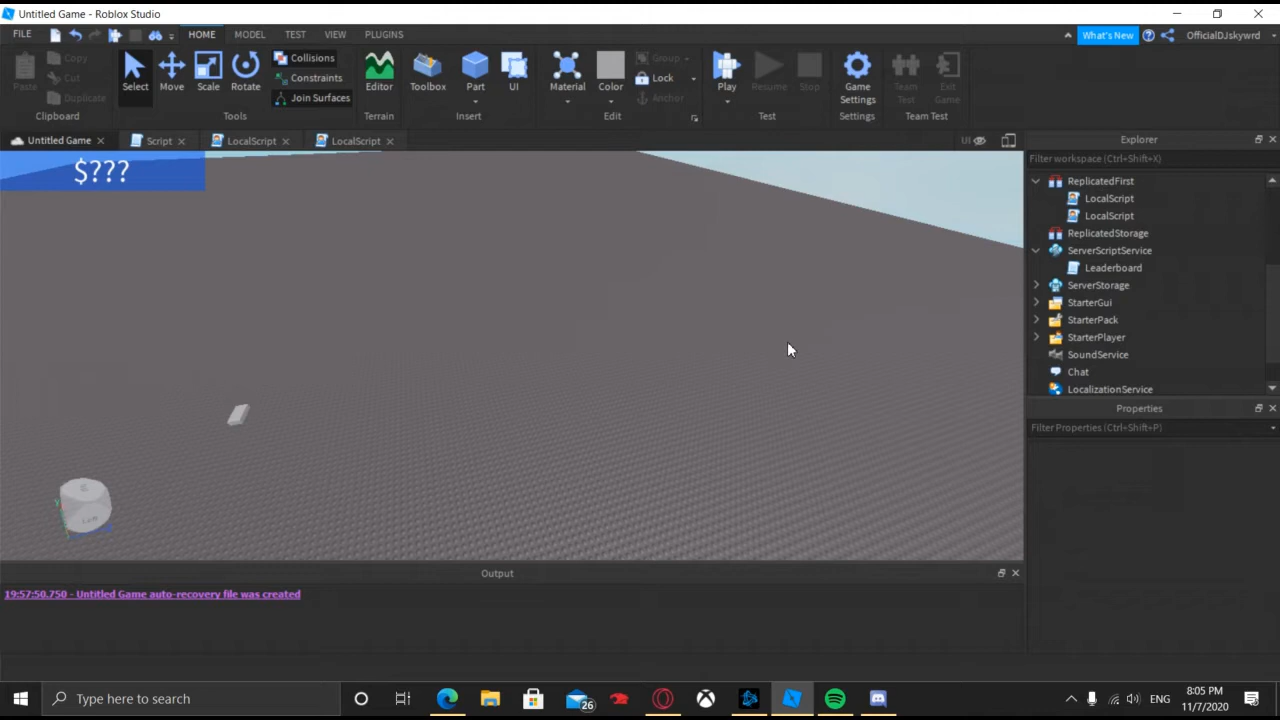 Untitled Game - Roblox Studio
FILE HOME MODEL TEST VIEW PLUGINS What's New OfficialDJskywrd
Paste Copy Cut Duplicate
Clipboard
Select Move Scale Rotate Collisions Constraints Join Surfaces
Tools
Editor
Terrain
Toolbox Part UI
Insert
Material Color Group Lock Anchor
Edit
Play Resume Stop
Test
Game Settings
Settings
Team Test Exit Game
Team Test
Untitled Game Script LocalScript LocalScript UI
$???
Explorer
Filter workspace (Ctrl+Shift+X)
ReplicatedFirst
LocalScript
LocalScript
ReplicatedStorage
ServerScriptService
Leaderboard
ServerStorage
StarterGui
StarterPack
StarterPlayer
SoundService
Chat
LocalizationService
Properties
Filter Properties (Ctrl+Shift+P)
Output
19:57:50.750 - Untitled Game auto-recovery file was created
Type here to search
26
ENG
8:05 PM
11/7/2020